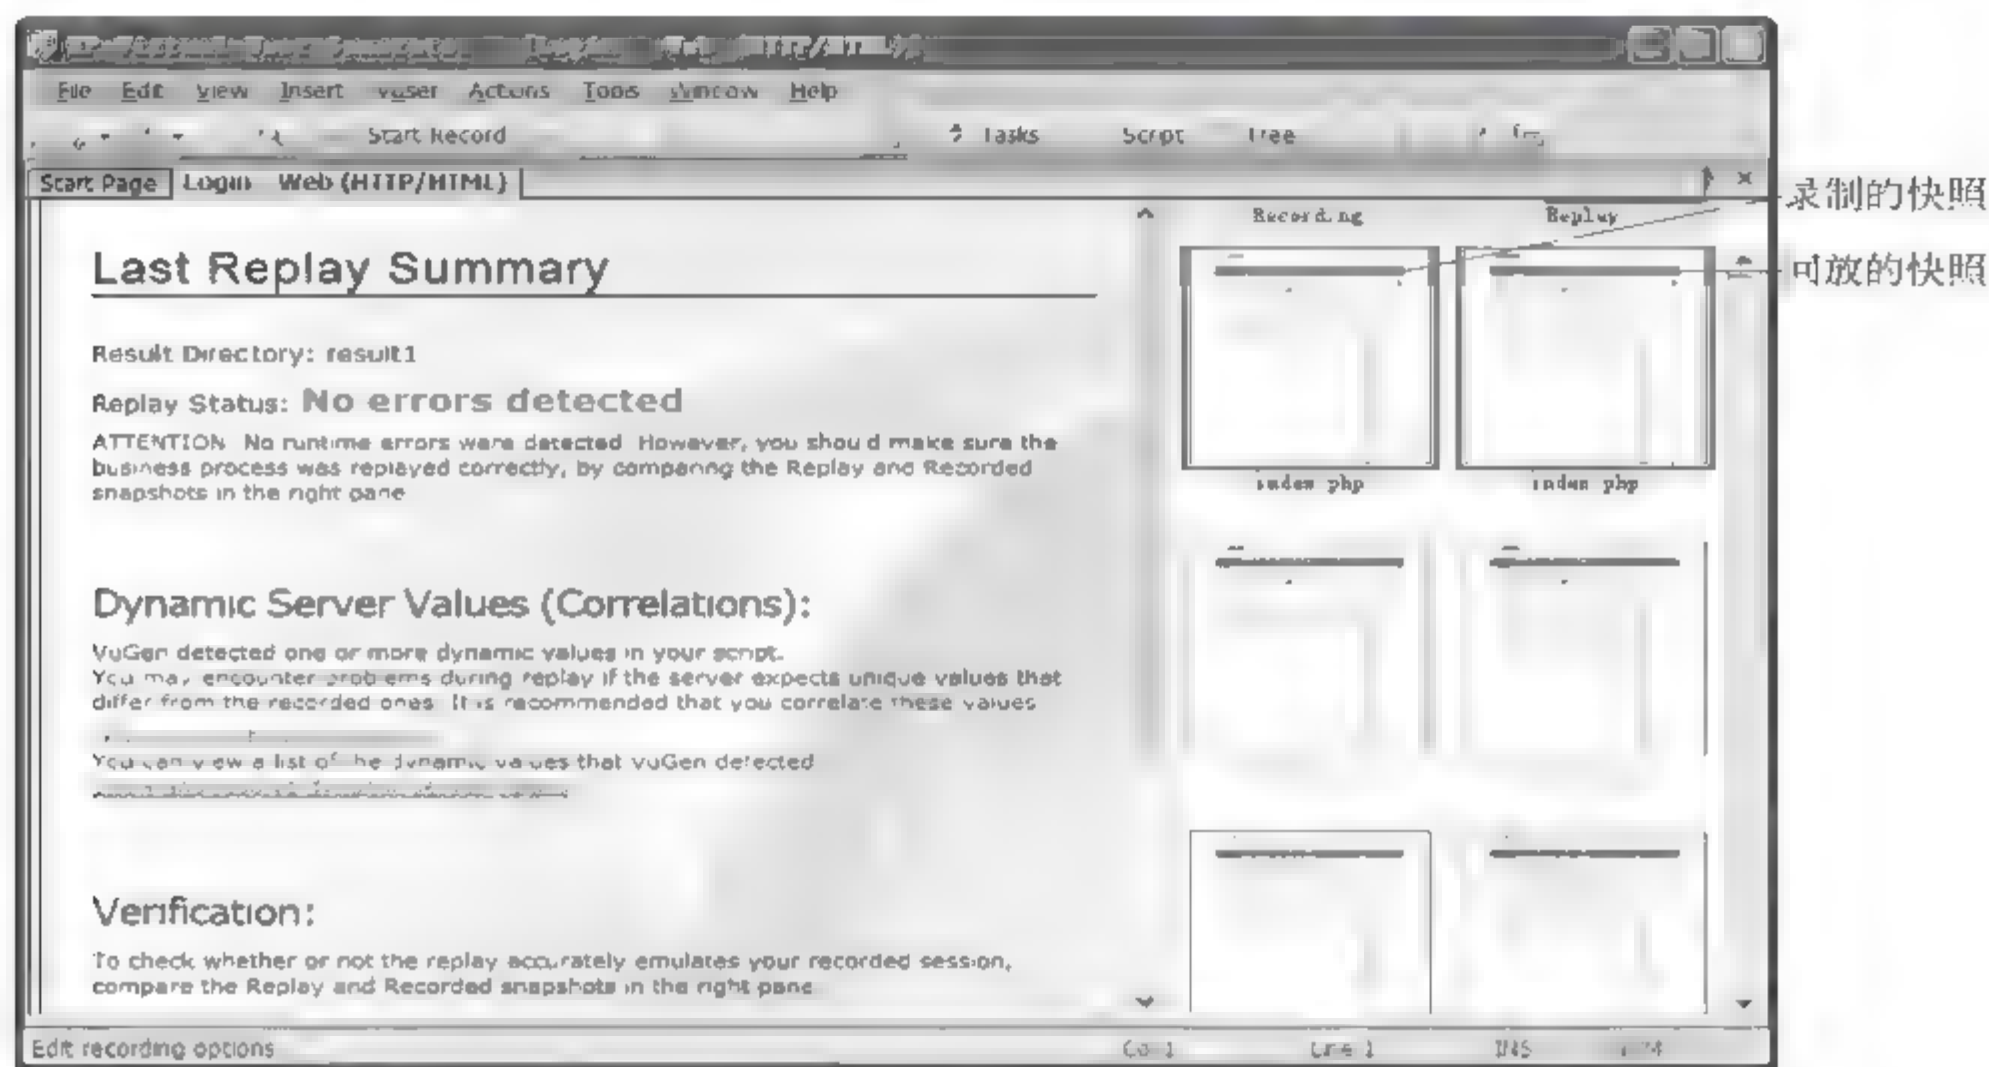 File Edit View Insert Vuser Actions Tools Window Help
Start Record Tasks Script Tree
Start Page Login Web (HTTP/HTML)
Recording Replay
录制的快照
可放的快照
Last Replay Summary
Result Directory: result1
Replay Status: No errors detected
ATTENTION No runtime errors were detected However, you should make sure the
business process was replayed correctly, by comparing the Replay and Recorded
snapshots in the right pane
index php index php
Dynamic Server Values (Correlations):
VuGen detected one or more dynamic values in your script.
You may encounter problems during replay if the server expects unique values that
differ from the recorded ones It is recommended that you correlate these values
You can view a list of the dynamic values that VuGen detected
Verification:
To check whether or not the replay accurately emulates your recorded session,
compare the Replay and Recorded snapshots in the right pane
Edit recording options Col 1 Line 1 INS